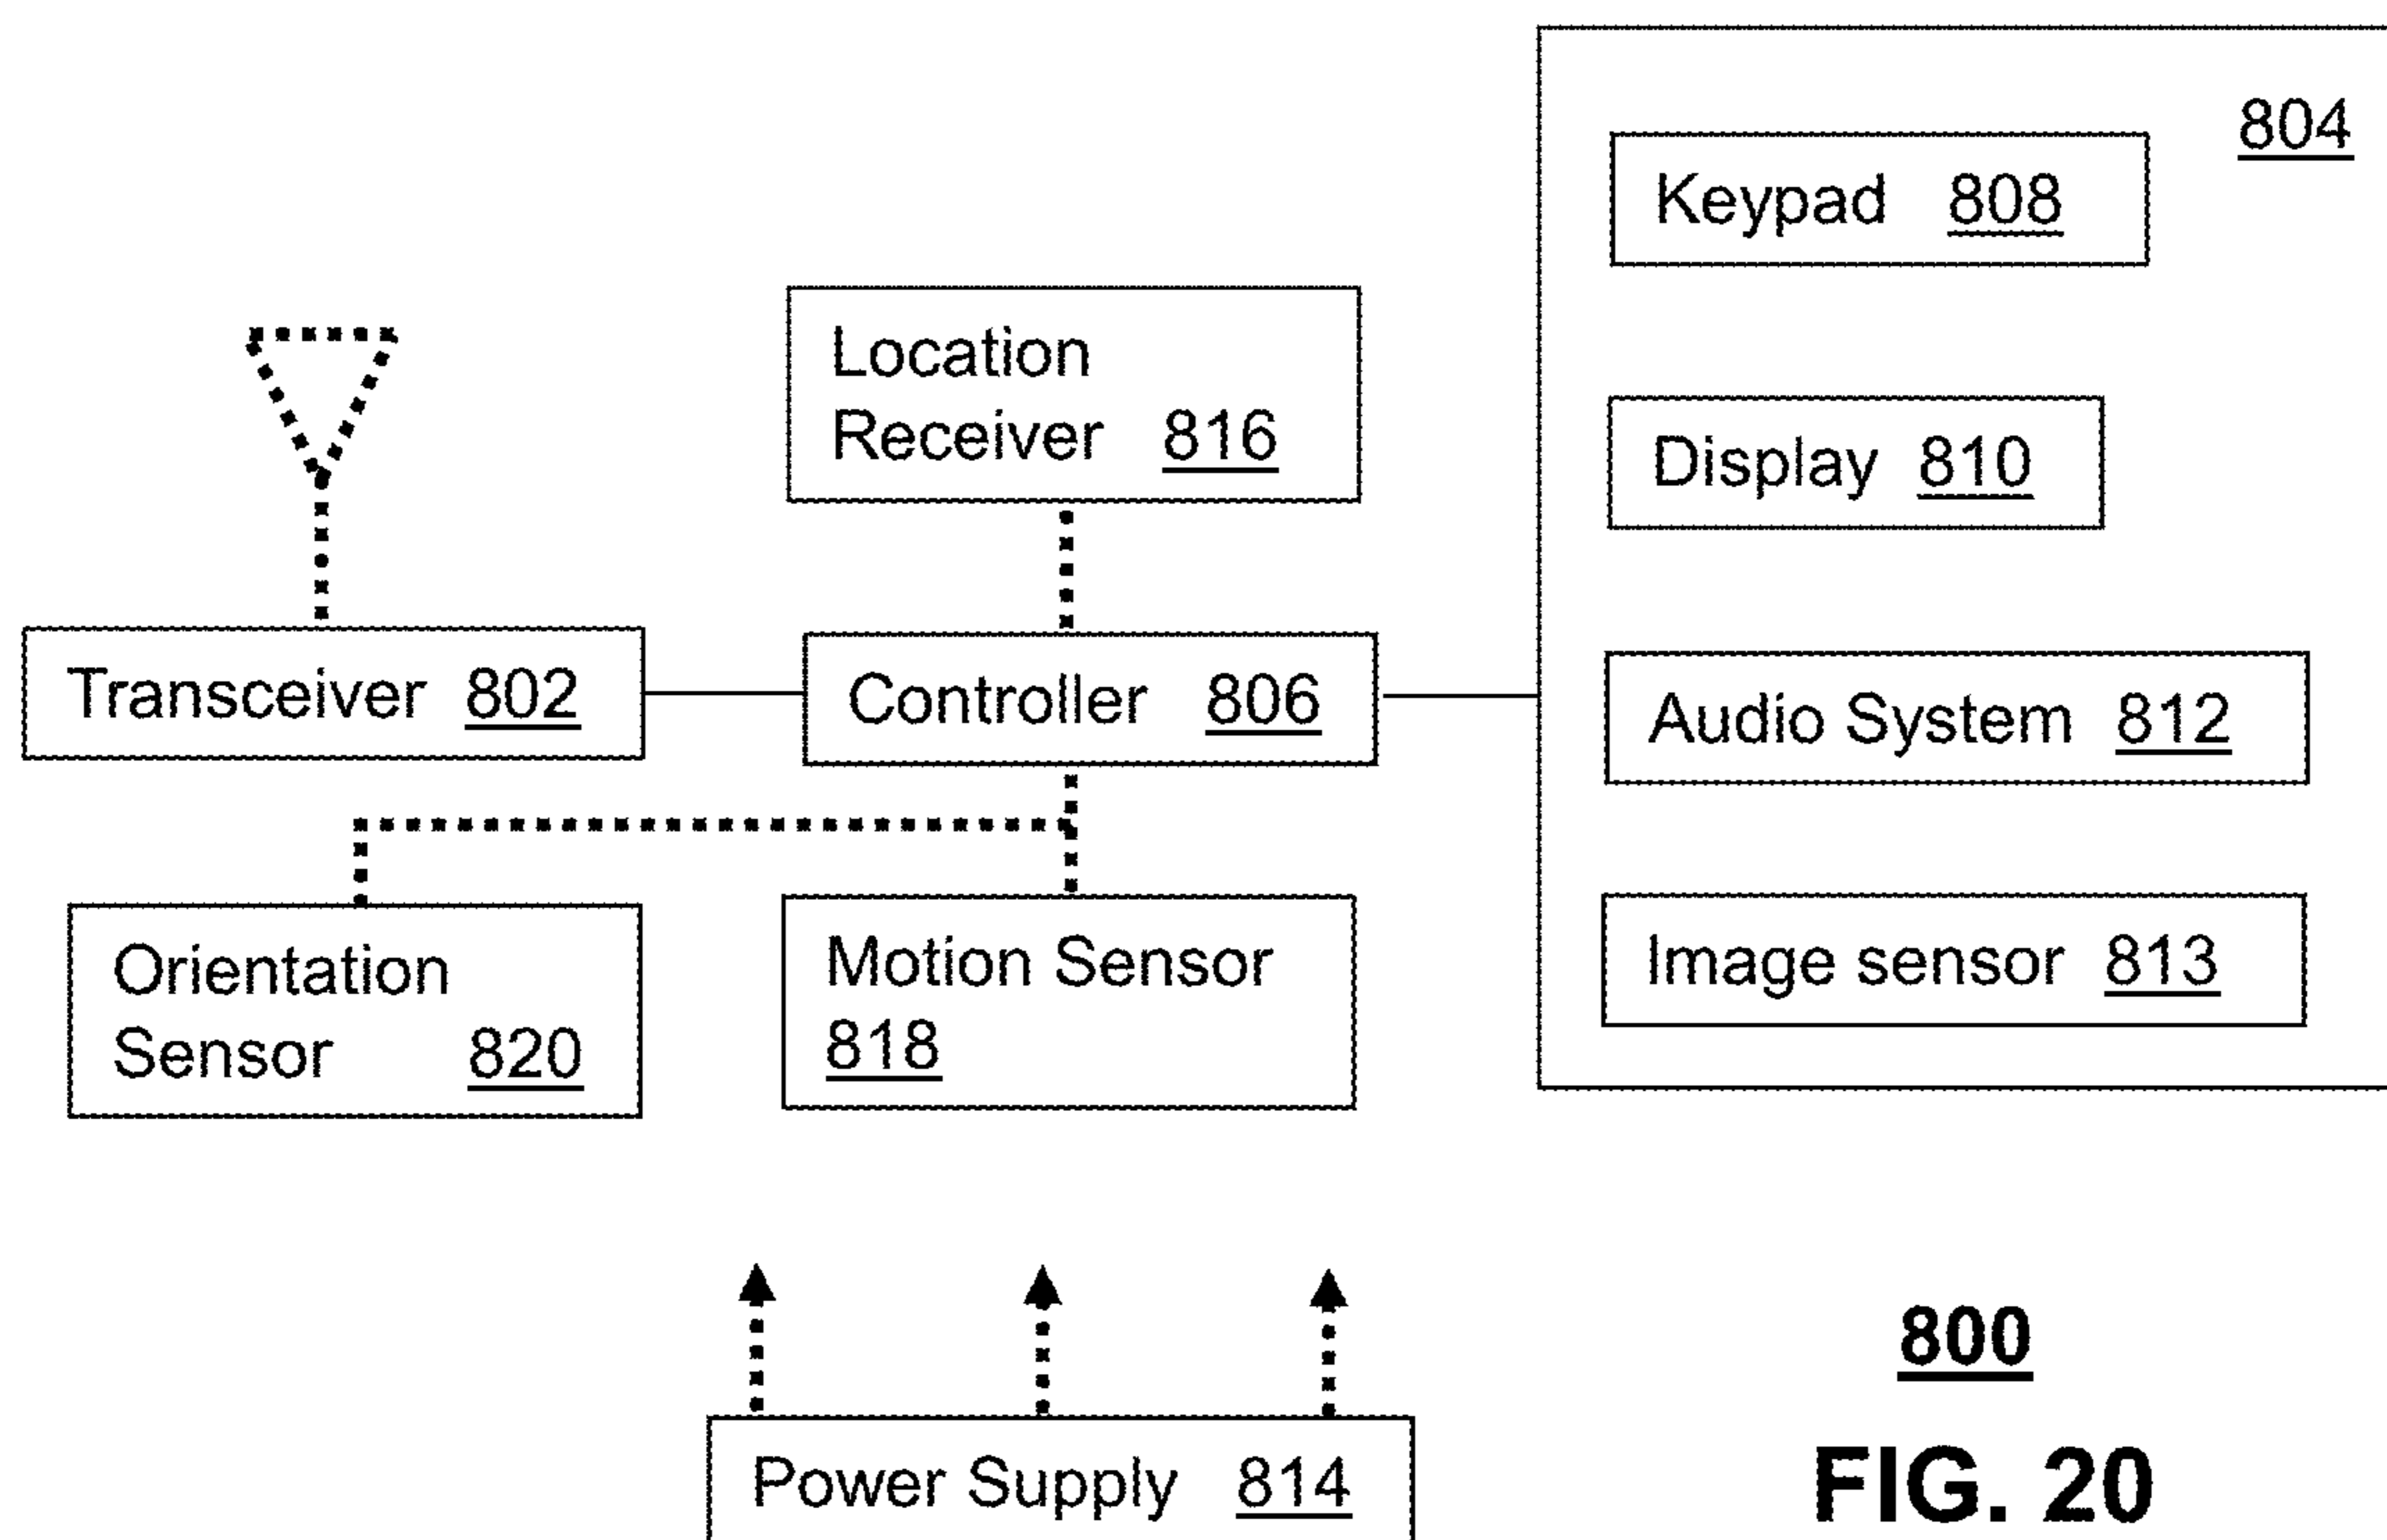 804
Keypad 808
Location
Receiver 816
Display 810
Transceiver 802
Controller 806
Audio System 812
Orientation
Sensor 820
Motion Sensor
818
Image sensor 813
800
Power Supply 814
FIG. 20